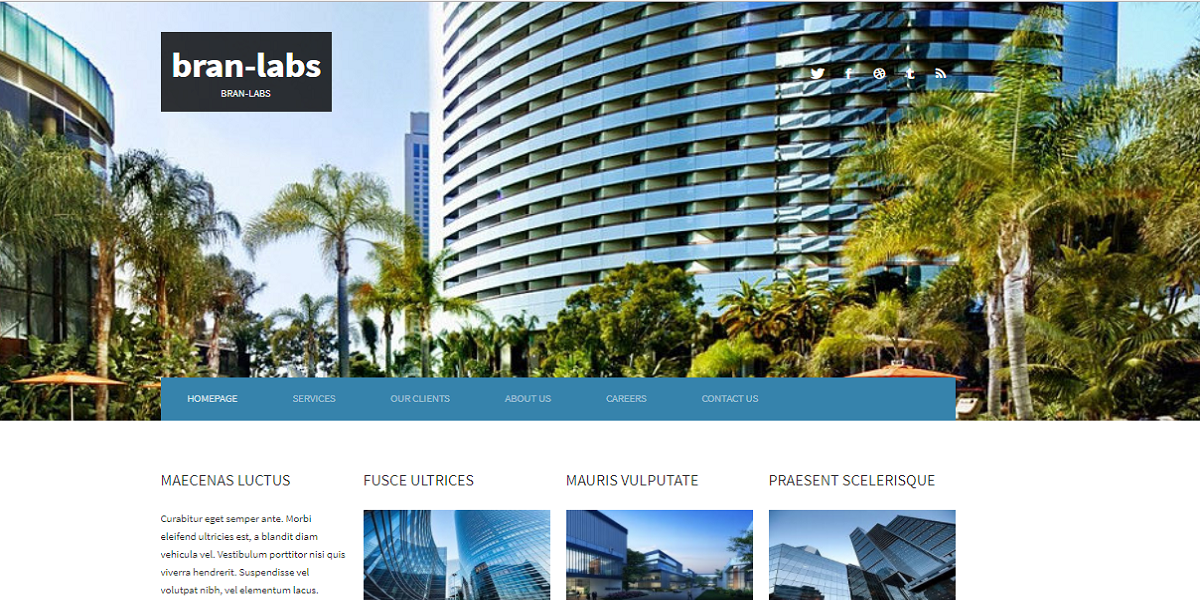 bran-labs
BRAN-LABS
HOMEPAGE SERVICES OUR CLIENTS ABOUT US CAREERS CONTACT US
MAECENAS LUCTUS
Curabitur eget semper ante. Morbi
eleifend ultricies est, a blandit diam
vehicula vel. Vestibulum porttitor nisi quis
viverra hendrerit. Suspendisse vel
volutpat nibh, vel elementum lacus.
FUSCE ULTRICES
MAURIS VULPUTATE
PRAESENT SCELERISQUE